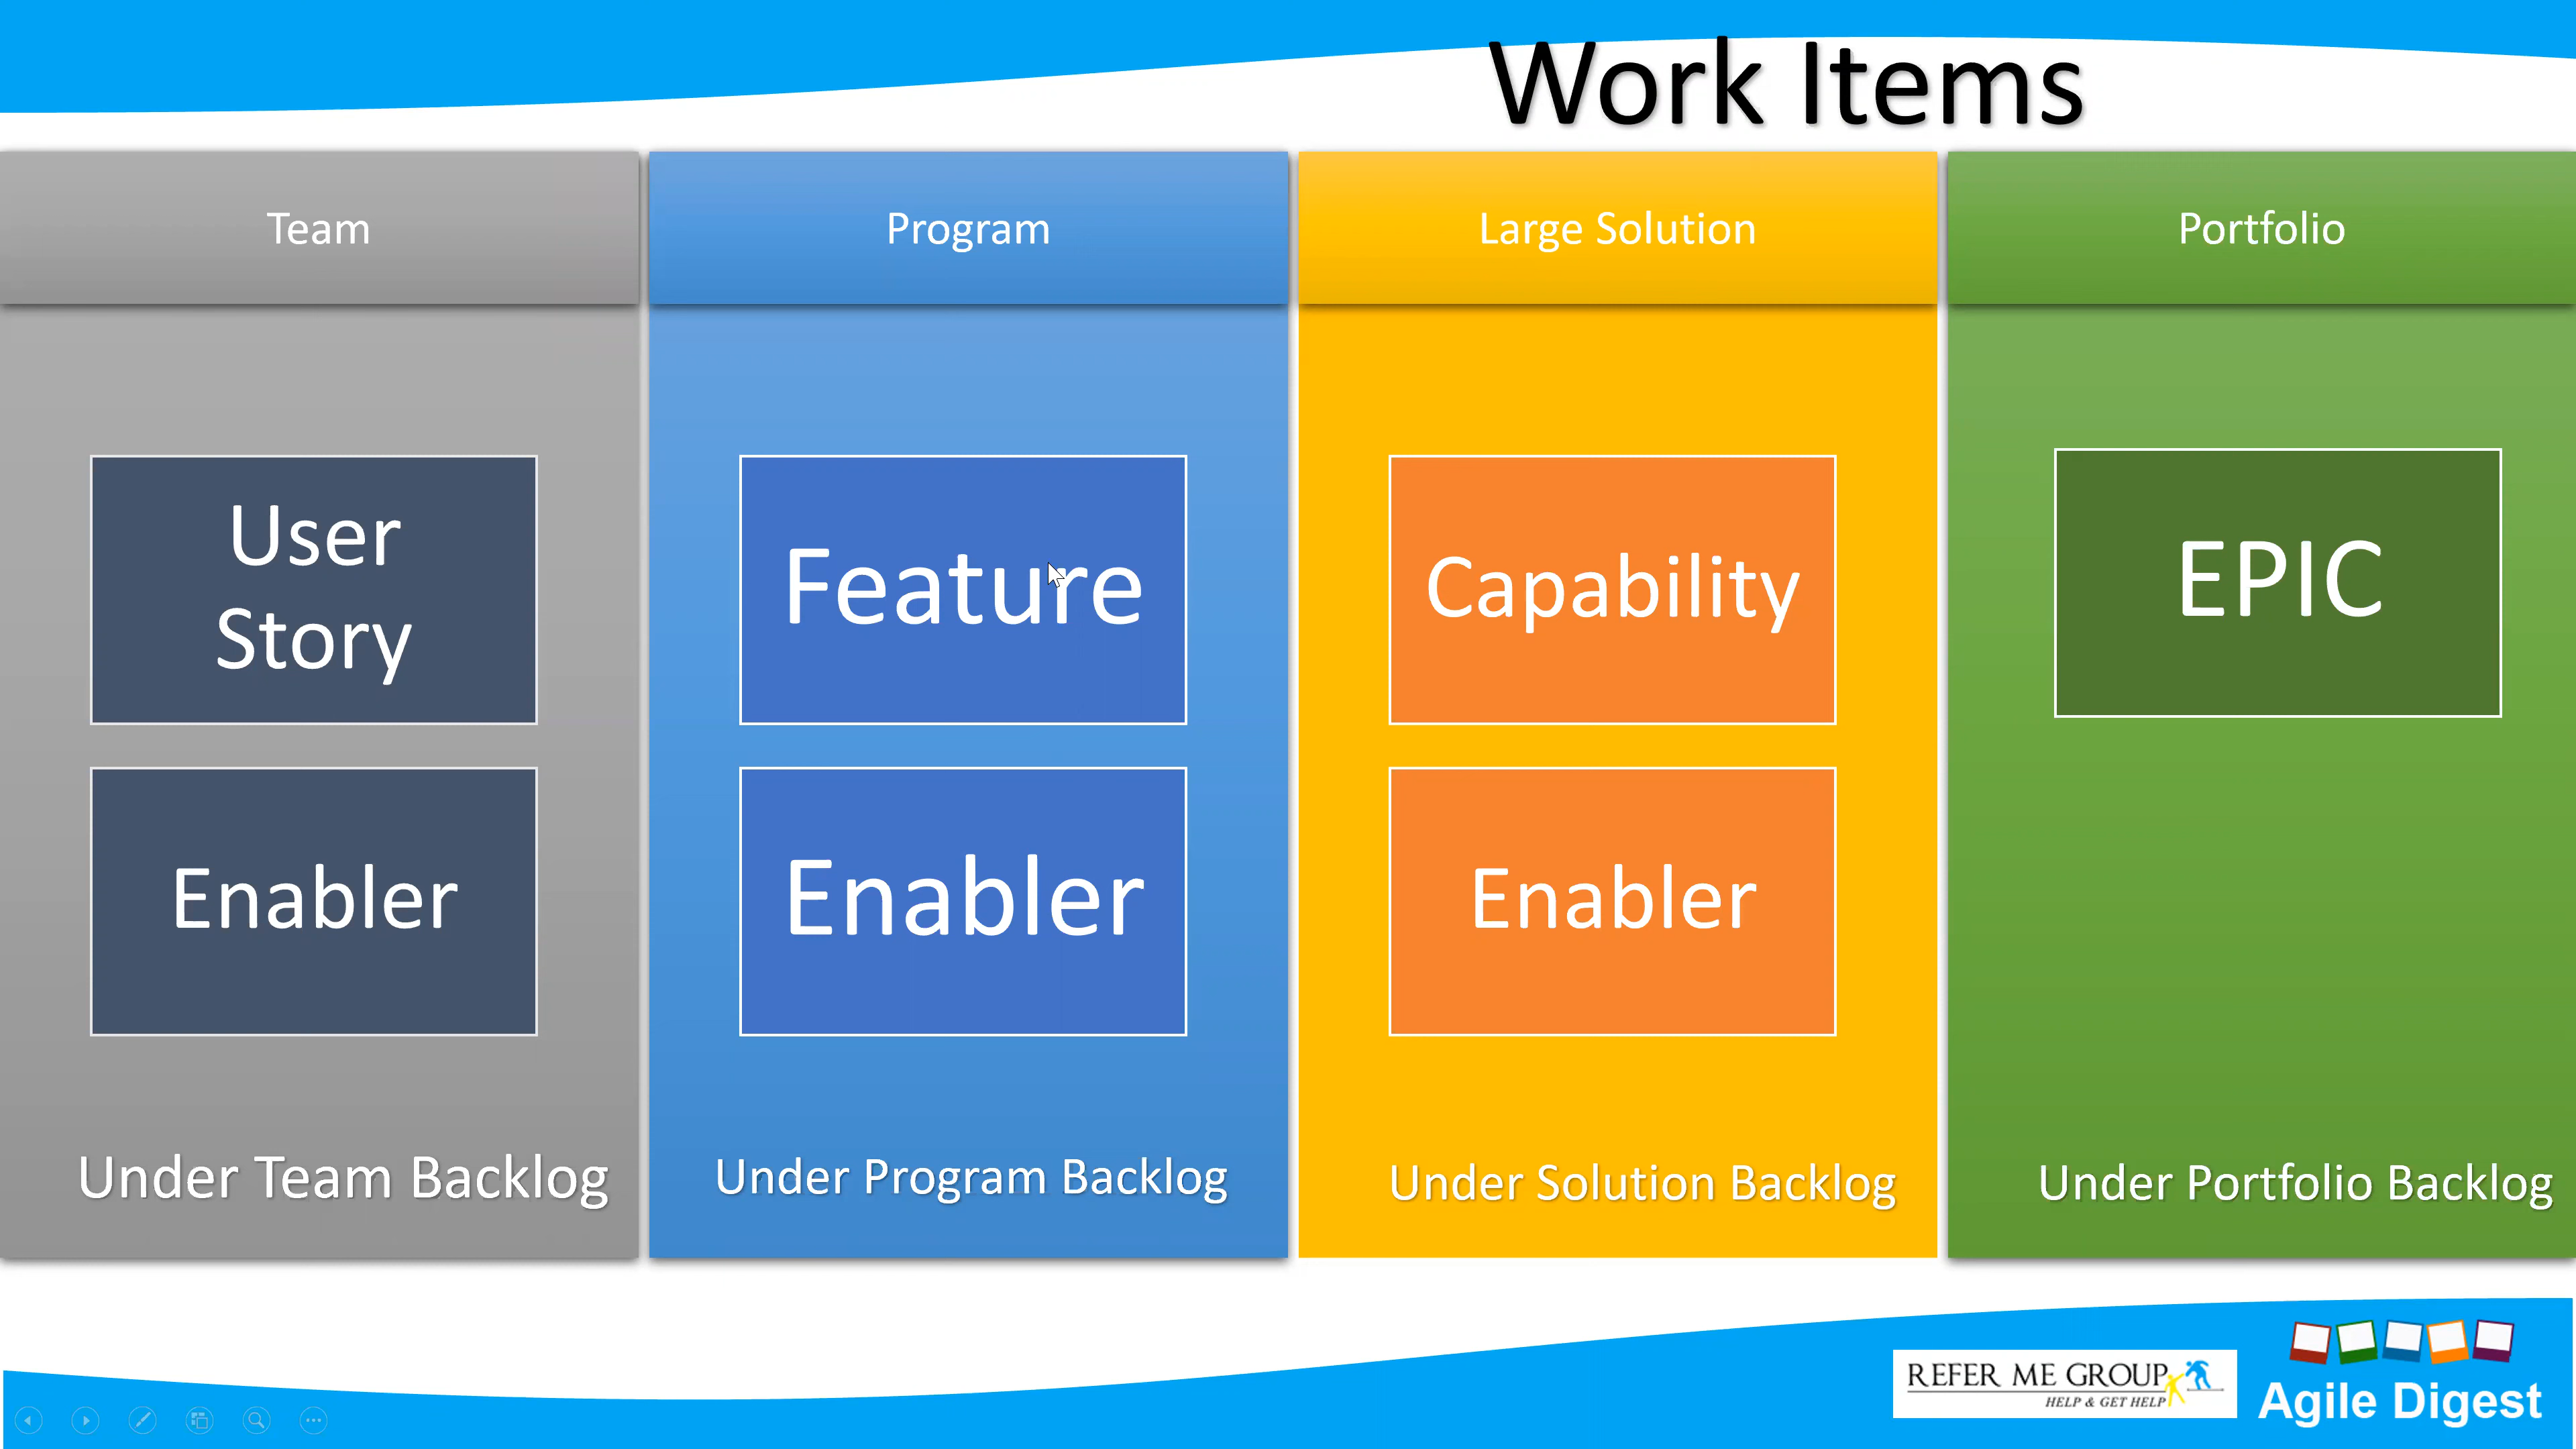 Work Items
Team
Program
Large Solution
Portfolio
User
Story
Feature
Capability
EPIC
Enabler
Enabler
Enabler
Under Team Backlog
Under Program Backlog
Under Solution Backlog
Under Portfolio Backlog
REFER ME GROUP
HELP & GET HELP
Agile Digest